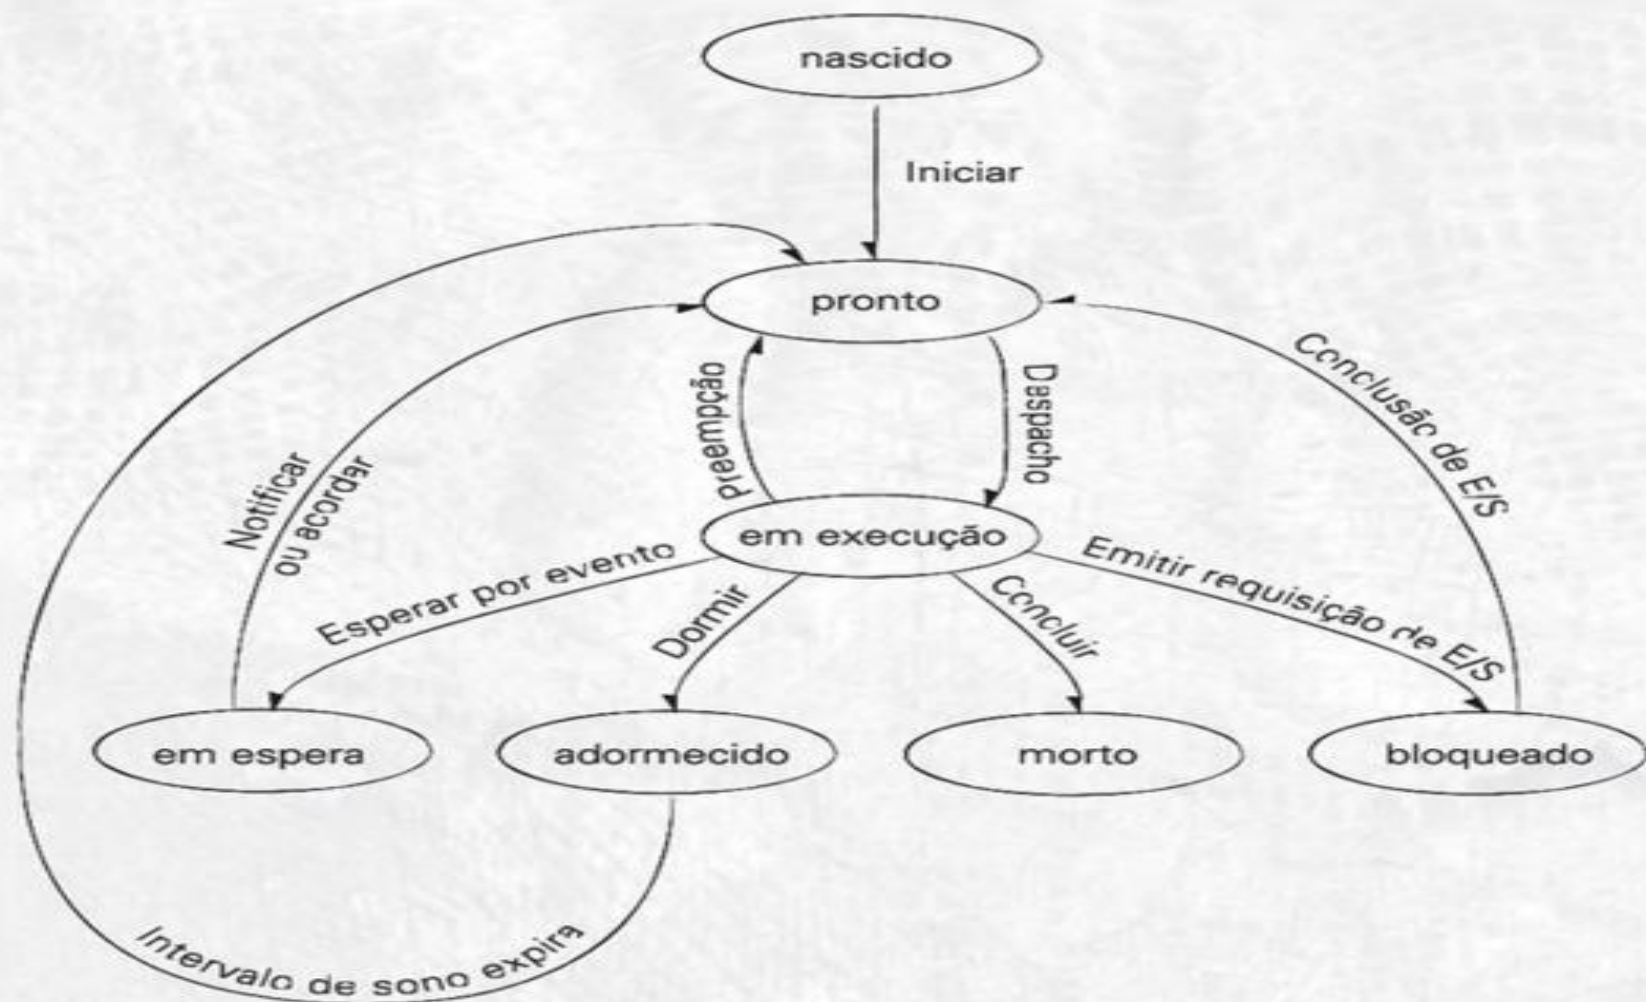 nascido
Iniciar
pronto
Preempção
Despacho
Conclusão de E/S
Notificar
ou acordar
em execução
Esperar por evento
Dormir
Concluir
Emitir requisição de E/S
em espera
adormecido
morto
bloqueado
Intervalo de sono expira